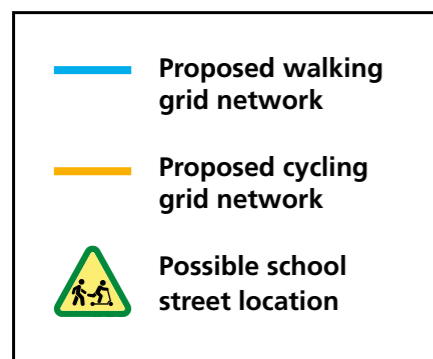 Proposed walking
grid network
Proposed cycling
grid network
Possible school
street location